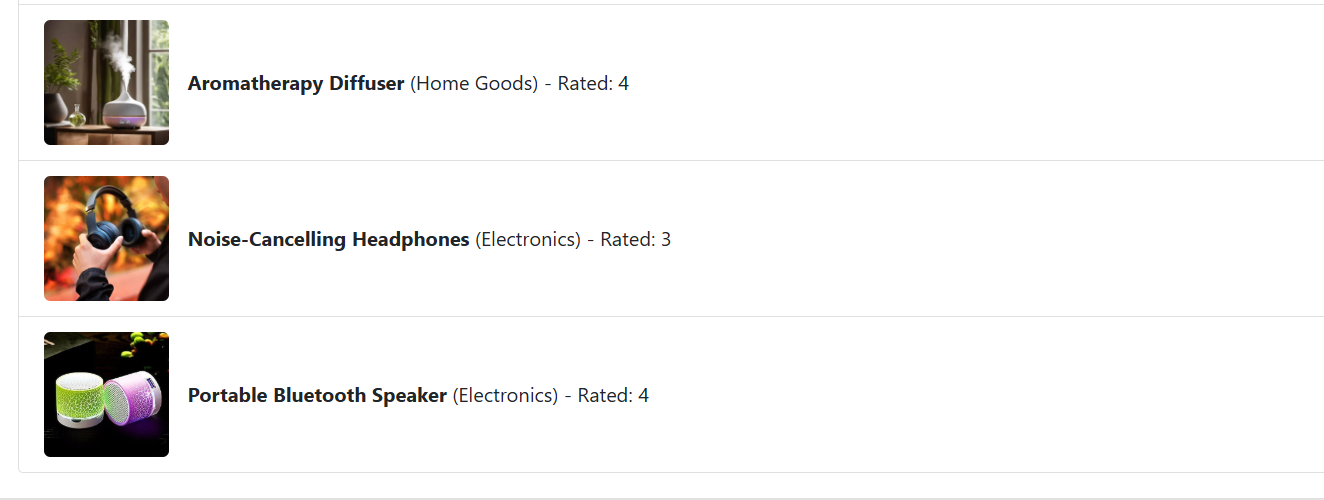 Aromatherapy Diffuser (Home Goods) - Rated: 4
Noise-Cancelling Headphones (Electronics) - Rated: 3
Portable Bluetooth Speaker (Electronics) - Rated: 4